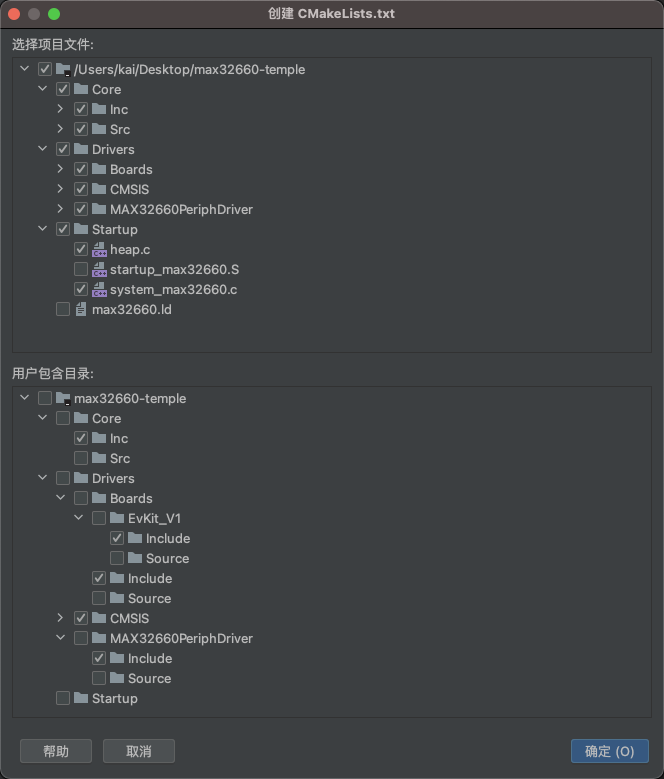 创建 CMakeLists.txt
选择项目文件:
/Users/kai/Desktop/max32660-temple
Core
Inc
Src
Drivers
Boards
CMSIS
MAX32660PeriphDriver
Startup
heap.c
startup_max32660.S
system_max32660.c
max32660.ld
用户包含目录:
max32660-temple
Core
Inc
Src
Drivers
Boards
EvKit_V1
Include
Source
Include
Source
CMSIS
MAX32660PeriphDriver
Include
Source
Startup
帮助 取消 确定 (O)